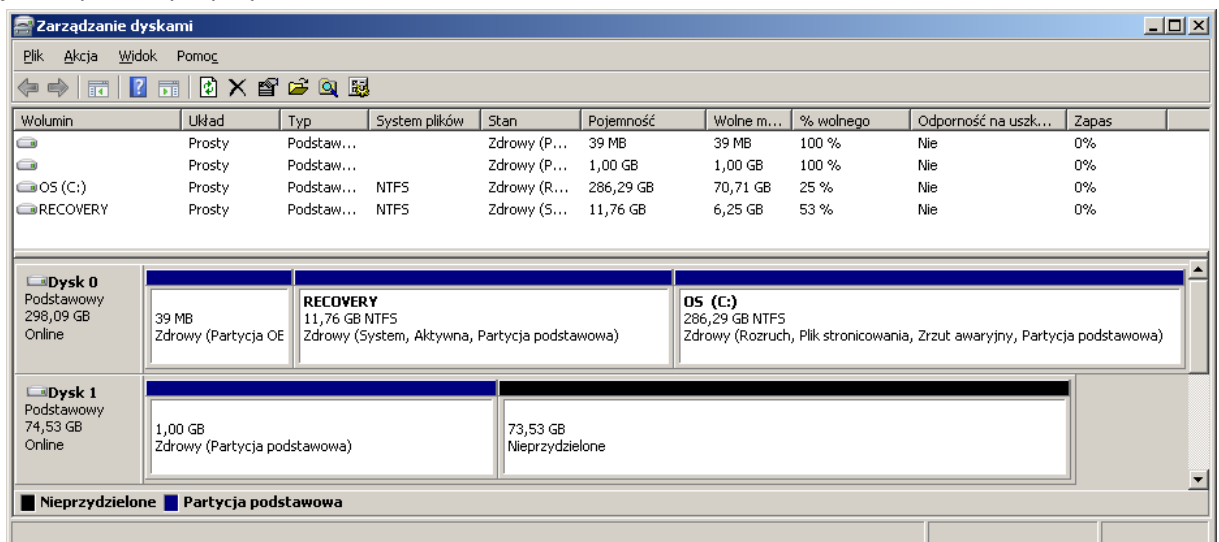 Zarządzanie dyskami
Plik Akcja Widok Pomoc
Wolumin Układ Typ System plików Stan Pojemność Wolne m... % wolnego Odporność na uszk... Zapas
Prosty Podstaw... Zdrowy (P... 39 MB 39 MB 100 % Nie 0%
Prosty Podstaw... Zdrowy (P... 1,00 GB 1,00 GB 100 % Nie 0%
OS (C:) Prosty Podstaw... NTFS Zdrowy (R... 286,29 GB 70,71 GB 25 % Nie 0%
RECOVERY Prosty Podstaw... NTFS Zdrowy (S... 11,76 GB 6,25 GB 53 % Nie 0%
Dysk 0
Podstawowy
298,09 GB
Online
39 MB
Zdrowy (Partycja OE
RECOVERY
11,76 GB NTFS
Zdrowy (System, Aktywna, Partycja podstawowa)
OS (C:)
286,29 GB NTFS
Zdrowy (Rozruch, Plik stronicowania, Zrzut awaryjny, Partycja podstawowa)
Dysk 1
Podstawowy
74,53 GB
Online
1,00 GB
Zdrowy (Partycja podstawowa)
73,53 GB
Nieprzydzielone
Nieprzydzielone Partycja podstawowa